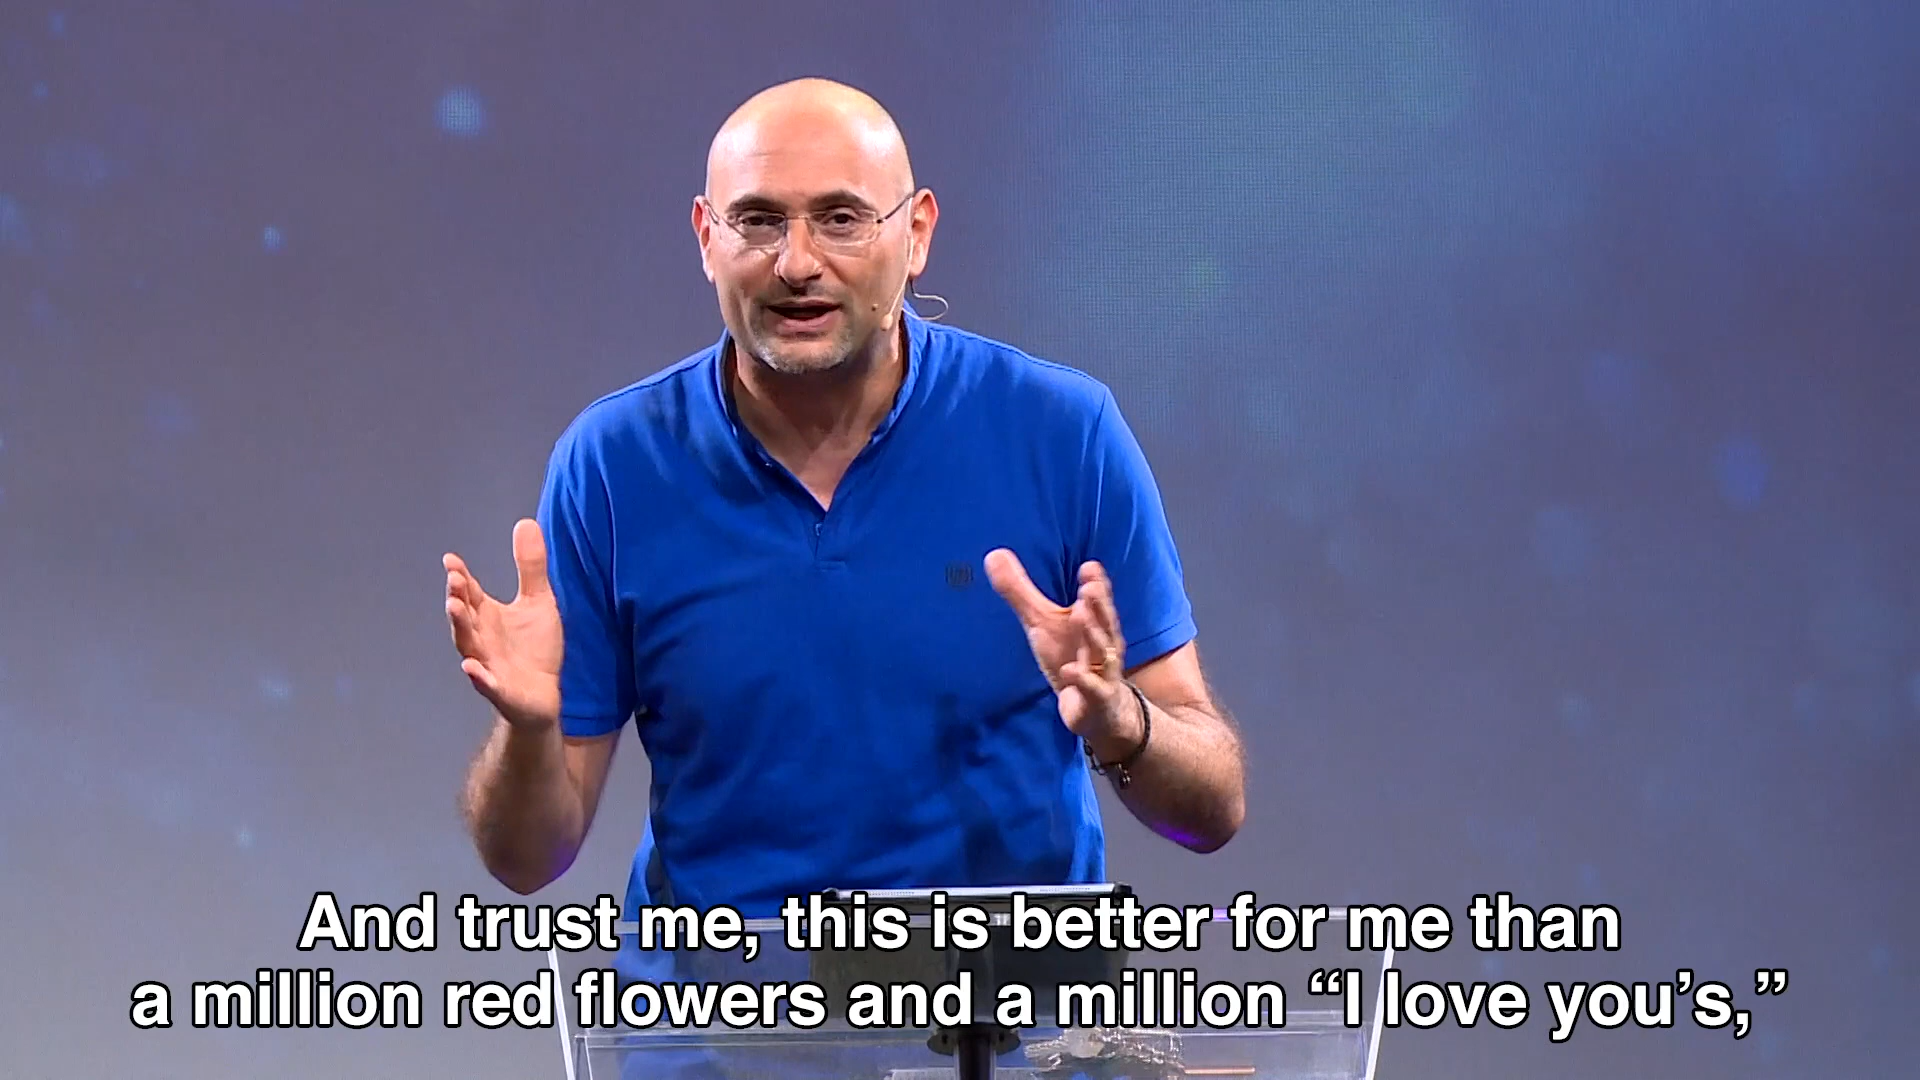 And trust me, this is better for me than
a million red flowers and a million “I love you’s,”